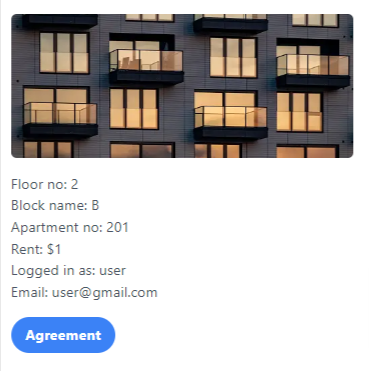 Floor no: 2
Block name: B
Apartment no: 201
Rent: $1
Logged in as: user
Email: user@gmail.com
Agreement